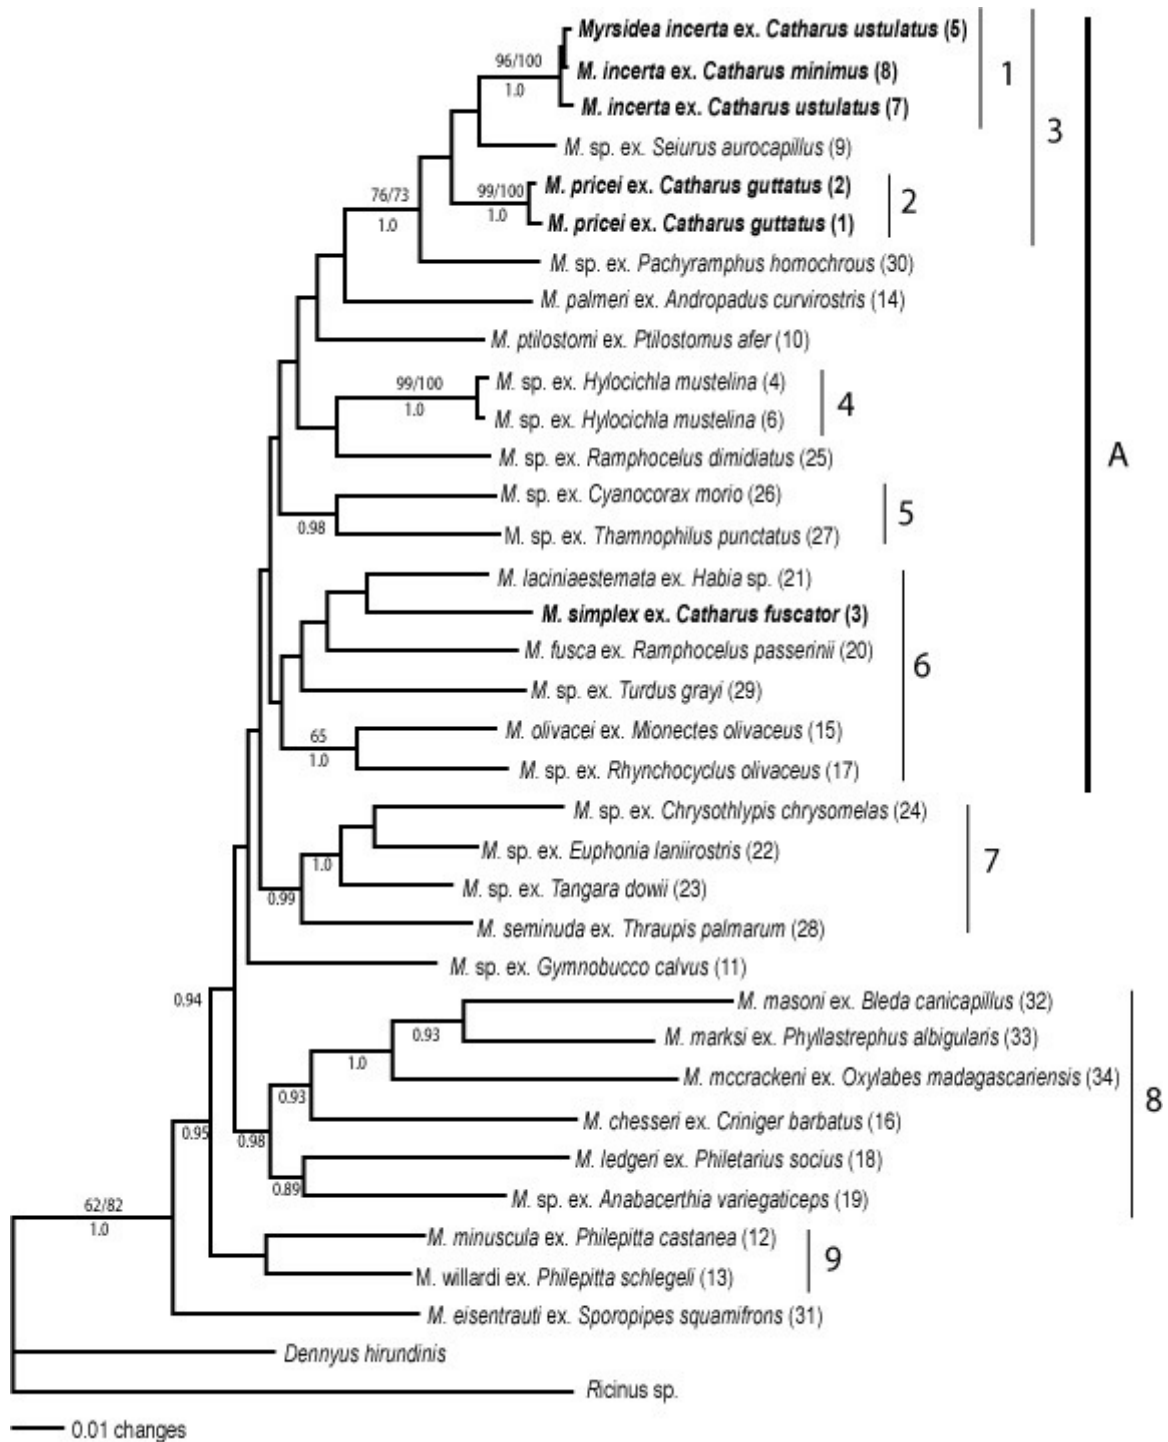 Myrsidea incerta ex. Catharus ustulatus (5)
96/100
1.0
M. incerta ex. Catharus minimus (8)
1
M. incerta ex. Catharus ustulatus (7)
3
M. sp. ex. Seiurus aurocapillus (9)
99/100
1.0
M. pricei ex. Catharus guttatus (2)
2
76/73
1.0
M. pricei ex. Catharus guttatus (1)
M. sp. ex. Pachyramphus homochrous (30)
M. palmeri ex. Andropadus curvirostris (14)
M. ptilostomi ex. Ptilostomus afer (10)
99/100
1.0
M. sp. ex. Hylocichla mustelina (4)
4
M. sp. ex. Hylocichla mustelina (6)
A
M. sp. ex. Ramphocelus dimidiatus (25)
M. sp. ex. Cyanocorax morio (26)
5
0.98
M. sp. ex. Thamnophilus punctatus (27)
M. laciniaestemata ex. Habia sp. (21)
M. simplex ex. Catharus fuscator (3)
M. fusca ex. Ramphocelus passerinii (20)
6
M. sp. ex. Turdus grayi (29)
65
1.0
M. olivacei ex. Mionectes olivaceus (15)
M. sp. ex. Rhynchocyclus olivaceus (17)
M. sp. ex. Chrysothlypis chrysomelas (24)
M. sp. ex. Euphonia laniirostris (22)
7
1.0
M. sp. ex. Tangara dowii (23)
0.99
M. seminuda ex. Thraupis palmarum (28)
M. sp. ex. Gymnobucco calvus (11)
0.94
M. masoni ex. Bleda canicapillus (32)
0.93
M. marksi ex. Phyllastrephus albigularis (33)
1.0
M. mccrackeni ex. Oxylabes madagascariensis (34)
8
0.93
M. chesseri ex. Criniger barbatus (16)
0.95
0.98
M. ledgeri ex. Philetarius socius (18)
0.89
M. sp. ex. Anabacerthia variegaticeps (19)
62/82
1.0
M. minuscula ex. Philepitta castanea (12)
9
M. willardi ex. Philepitta schlegeli (13)
M. eisentrauti ex. Sporopipes squamifrons (31)
Dennyus hirundinis
Ricinus sp.
0.01 changes